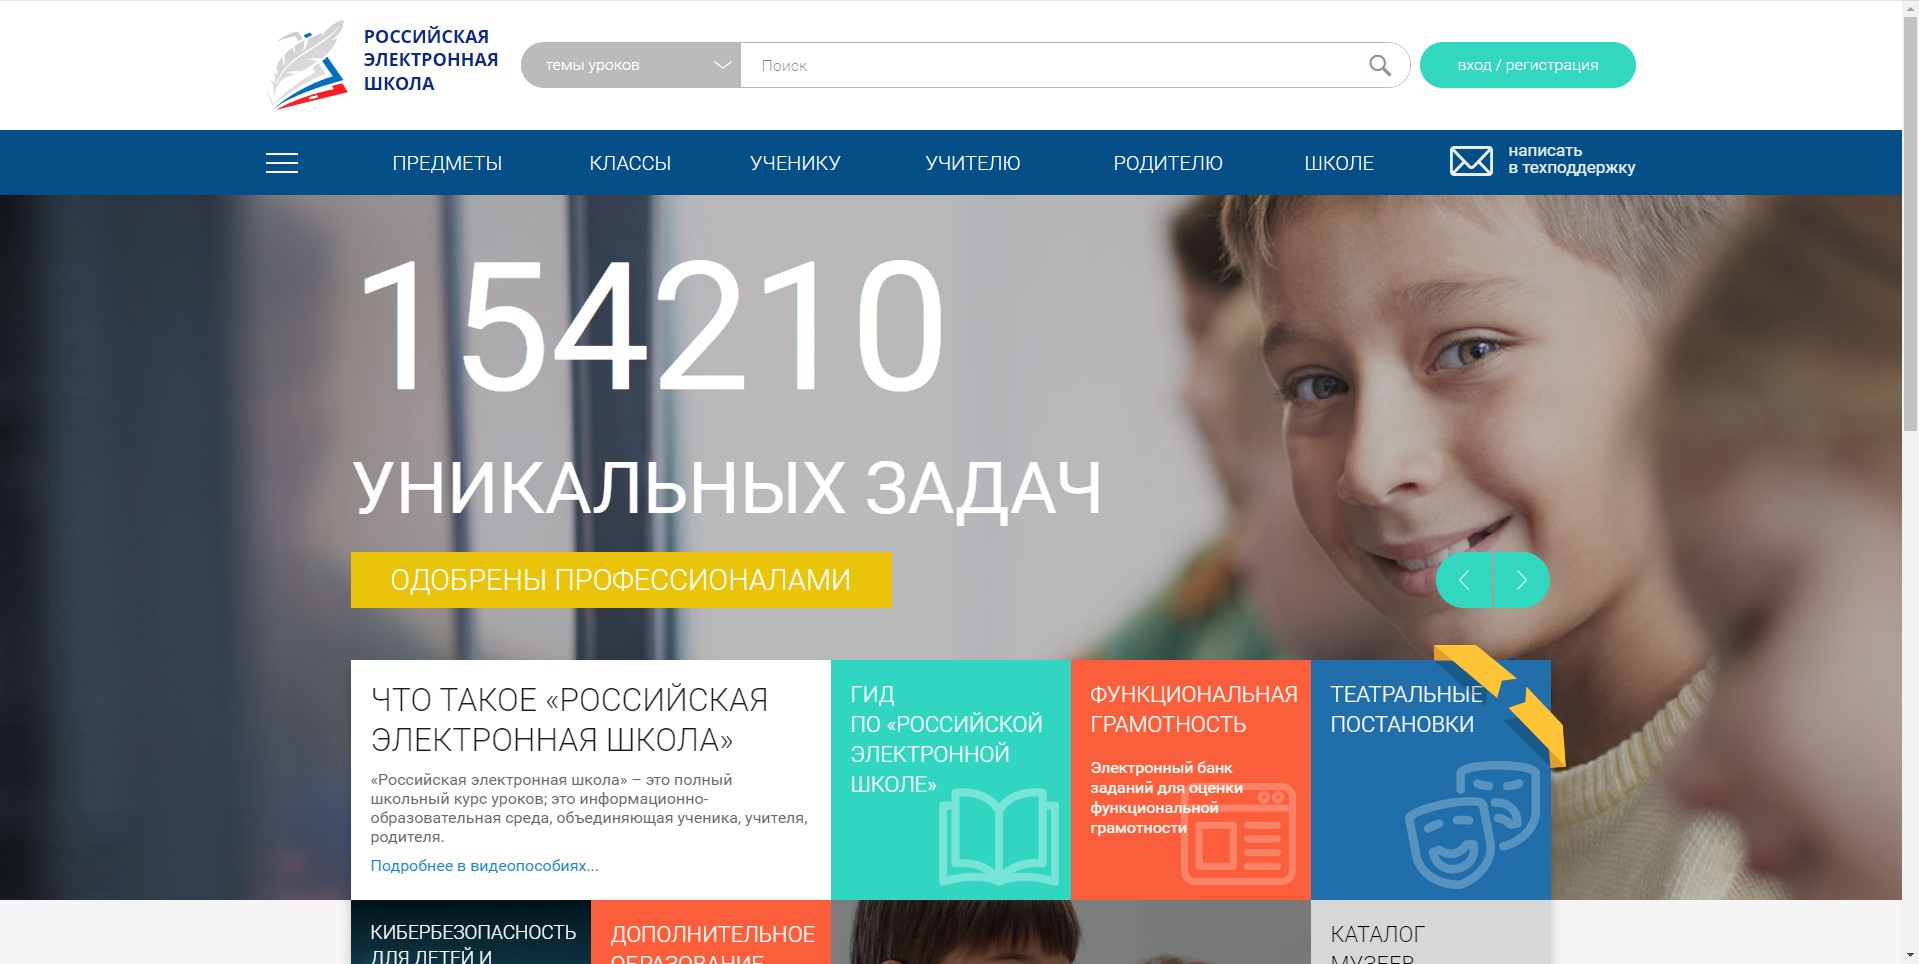 РОССИЙСКАЯ
ЭЛЕКТРОННАЯ
ШКОЛА
темы уроков
Поиск
вход / регистрация
ПРЕДМЕТЫ
КЛАССЫ
УЧЕНИКУ
УЧИТЕЛЮ
РОДИТЕЛЮ
ШКОЛЕ
написать
в техподдержку
154210
УНИКАЛЬНЫХ ЗАДАЧ
ОДОБРЕНЫ ПРОФЕССИОНАЛАМИ
ЧТО ТАКОЕ «РОССИЙСКАЯ
ЭЛЕКТРОННАЯ ШКОЛА»
«Российская электронная школа» – это полный
школьный курс уроков; это информационно-
образовательная среда, объединяющая ученика, учителя,
родителя.
Подробнее в видеопособиях...
ГИД
ПО «РОССИЙСКОЙ
ЭЛЕКТРОННОЙ
ШКОЛЕ»
ФУНКЦИОНАЛЬНАЯ
ГРАМОТНОСТЬ
Электронный банк
заданий для оценки
функциональной
грамотности
ТЕАТРАЛЬНЫЕ
ПОСТАНОВКИ
КИБЕРБЕЗОПАСНОСТЬ
ДЛЯ ДЕТЕЙ И
ДОПОЛНИТЕЛЬНОЕ
ОБРАЗОВАНИЕ
КАТАЛОГ
МУЗЕЕВ